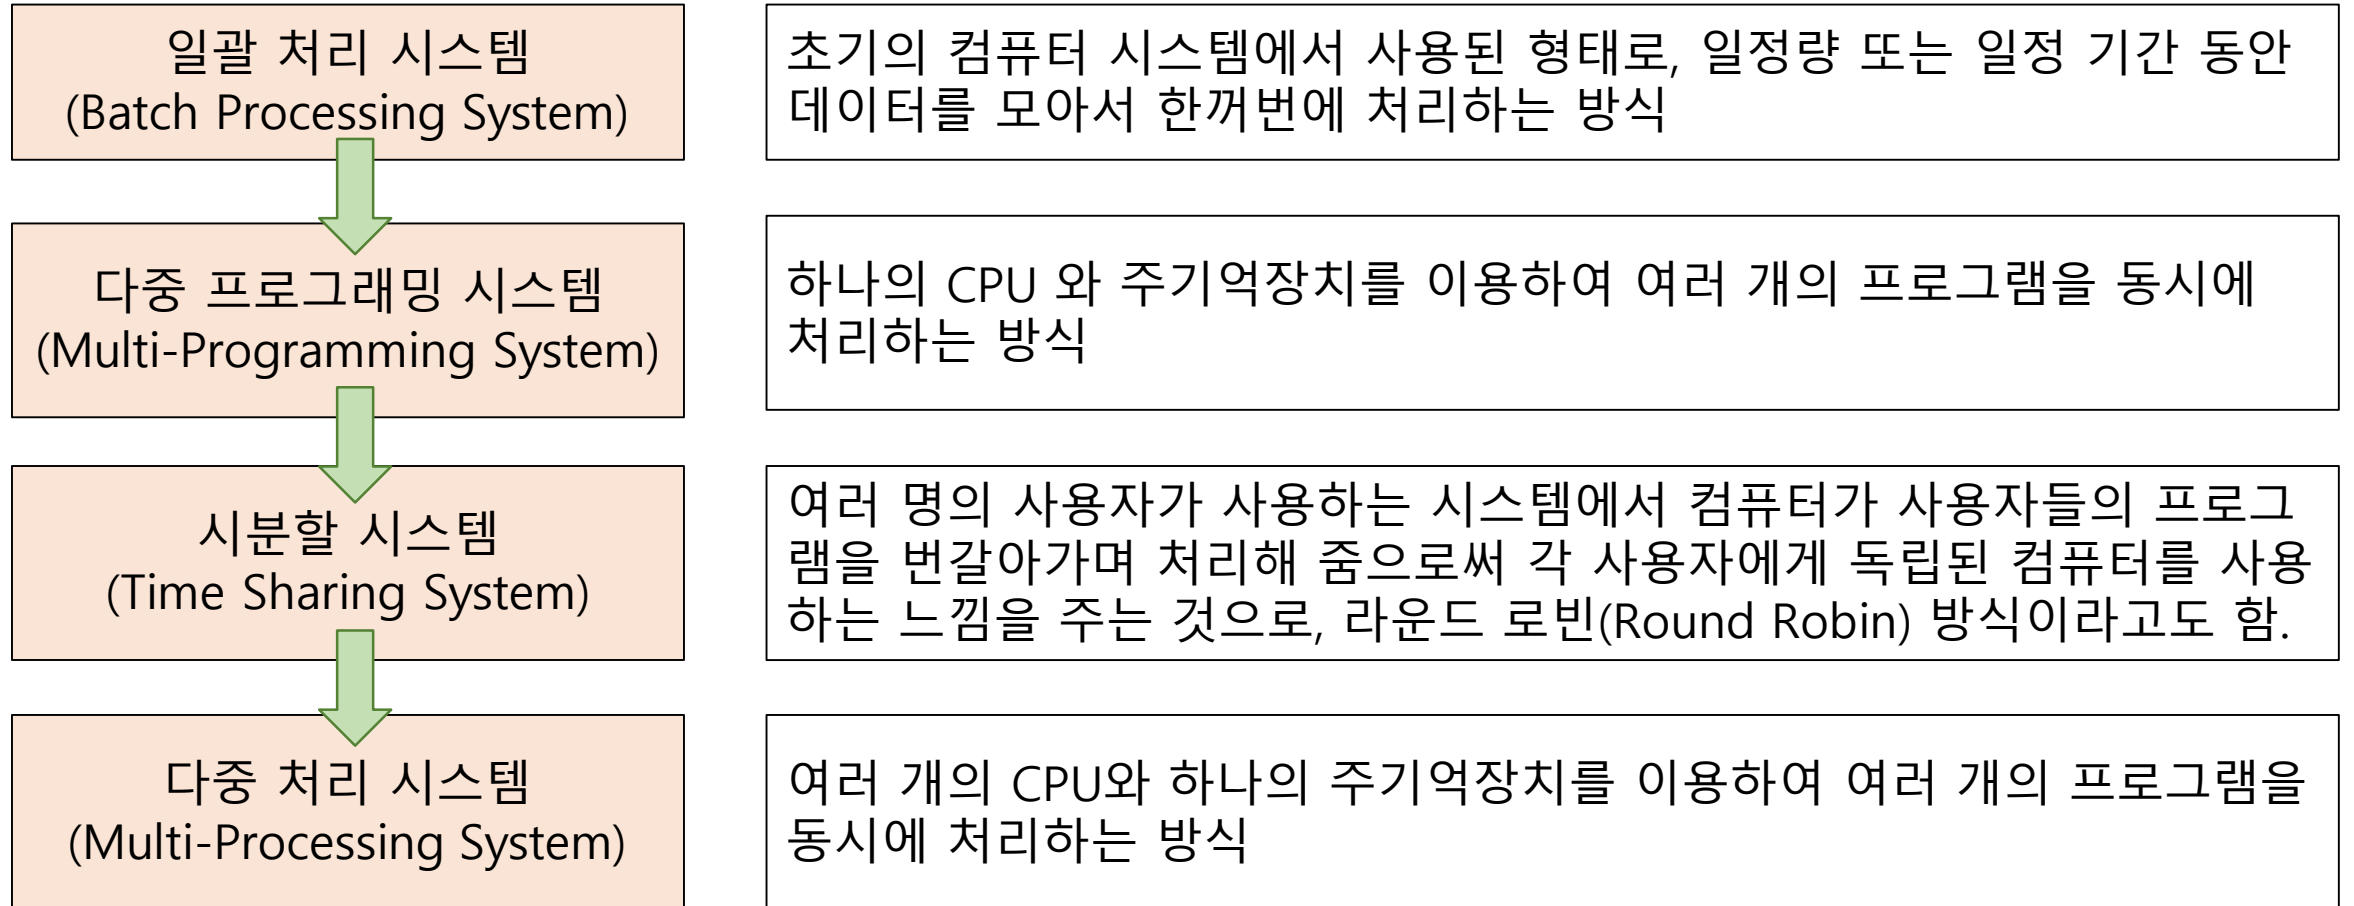 일괄 처리 시스템
(Batch Processing System)
초기의 컴퓨터 시스템에서 사용된 형태로, 일정량 또는 일정 기간 동안
데이터를 모아서 한꺼번에 처리하는 방식
다중 프로그래밍 시스템
(Multi-Programming System)
하나의 CPU 와 주기억장치를 이용하여 여러 개의 프로그램을 동시에
처리하는 방식
시분할 시스템
(Time Sharing System)
여러 명의 사용자가 사용하는 시스템에서 컴퓨터가 사용자들의 프로그
램을 번갈아가며 처리해 줌으로써 각 사용자에게 독립된 컴퓨터를 사용
하는 느낌을 주는 것으로, 라운드 로빈(Round Robin) 방식이라고도 함.
다중 처리 시스템
(Multi-Processing System)
여러 개의 CPU와 하나의 주기억장치를 이용하여 여러 개의 프로그램을
동시에 처리하는 방식